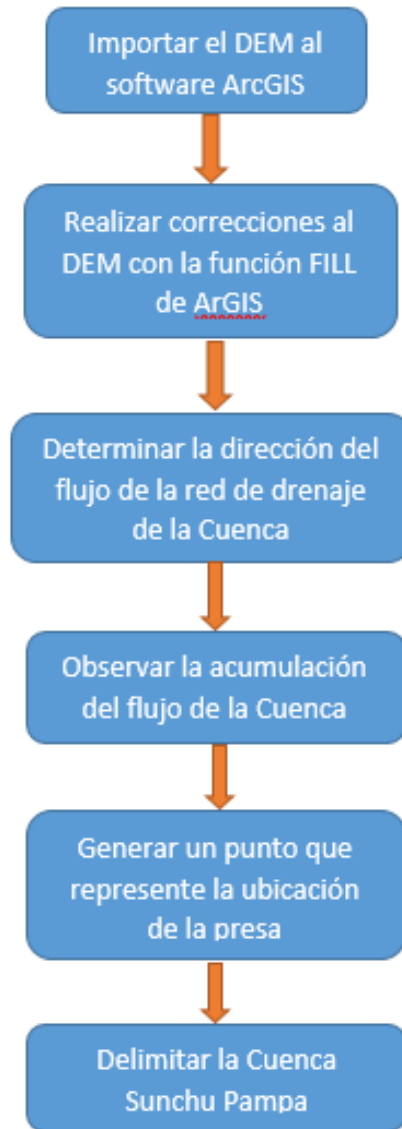 Importar el DEM al
software ArcGIS
Realizar correcciones al
DEM con la función FILL
de ArGIS
Determinar la dirección del
flujo de la red de drenaje
de la Cuenca
Observar la acumulación
del flujo de la Cuenca
Generar un punto que
represente la ubicación
de la presa
Delimitar la Cuenca
Sunchu Pampa